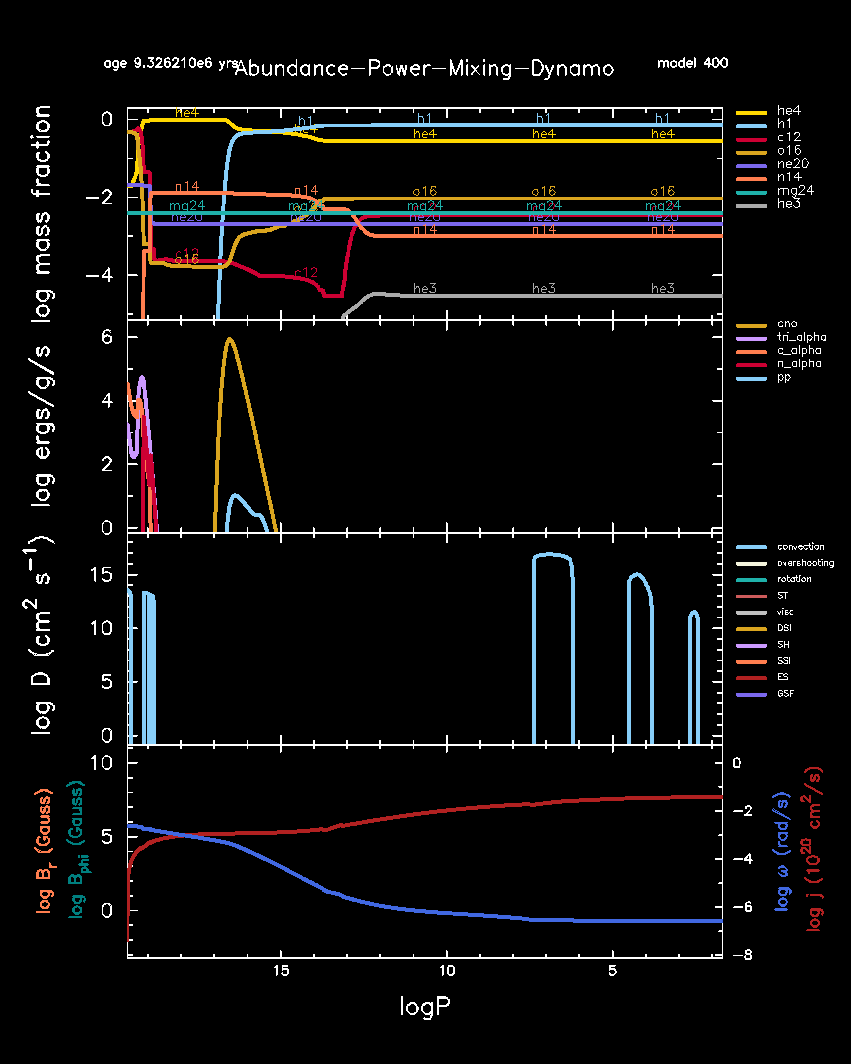 age 9.326210e6 yrs Abundance-Power-Mixing-Dynamo model 400
log mass fraction
0
-2
-4
he4 h1 h1 h1 h1
he4 he4 he4 he4
n14 n14 o16 o16 o16
mg24 mg24 mg24 mg24 mg24
ne20 ne20 ne20 ne20 ne20
n14 n14 n14
c12
o16 c12
he3 he3 he3
he4
h1
c12
o16
ne20
n14
mg24
he3
log ergs/g/s
6
4
2
0
cno
tri_alpha
c_alpha
n_alpha
pp
log D (cm² s⁻¹)
15
10
5
0
convection
overshooting
rotation
ST
visc
DSI
SH
SSI
ES
GSF
log B_r (Gauss)
log B_phi (Gauss)
10
5
0
0
-2
-4
-6
-8
log ω (rad/s)
log j (10²⁰ cm²/s)
15 10 5
logP